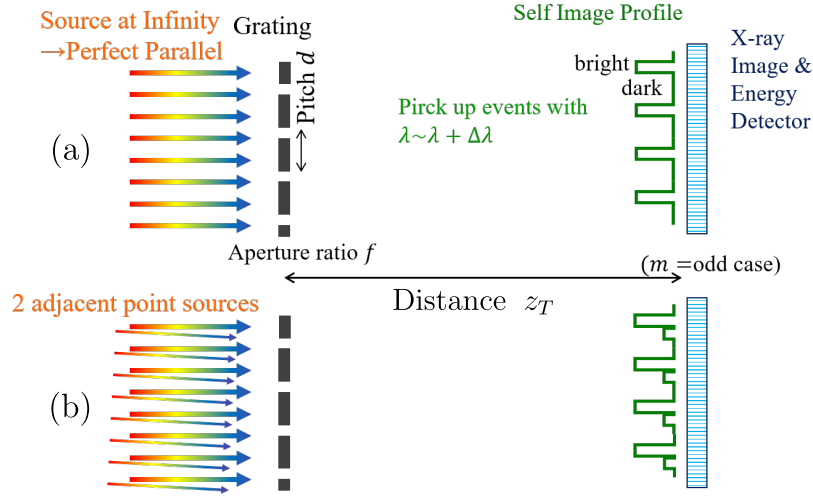 Source at Infinity
→Perfect Parallel
Grating
Pitch d
Self Image Profile
bright
dark
Pirck up events with
λ~λ + Δλ
X-ray
Image &
Energy
Detector
(a)
Aperture ratio f
(m =odd case)
Distance z_T
2 adjacent point sources
(b)